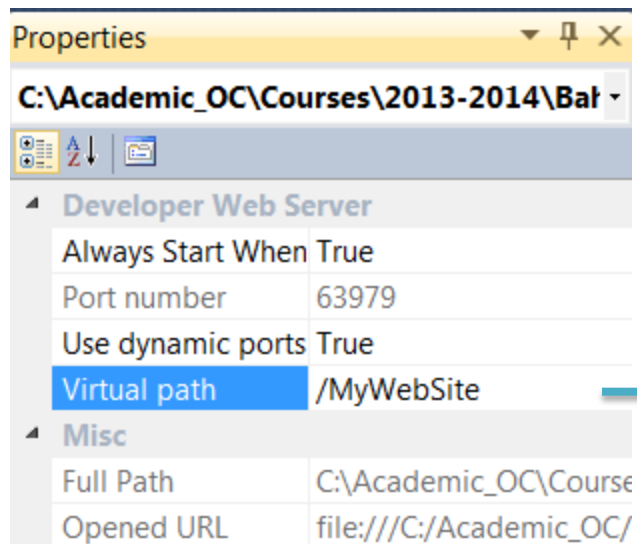 Properties
C:\Academic_OC\Courses\2013-2014\Bah
A Z
Developer Web Server
Always Start When True
Port number 63979
Use dynamic ports True
Virtual path /MyWebSite
Misc
Full Path C:\Academic_OC\Course
Opened URL file:///C:/Academic_OC/